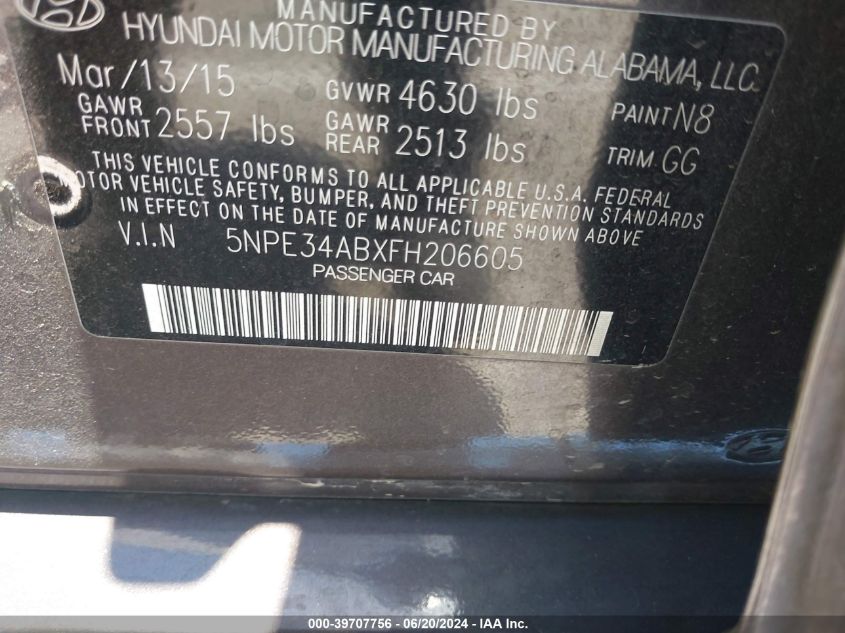 MANUFACTURED BY
HYUNDAI MOTOR MANUFACTURING ALABAMA, LLC
Mar/13/15 GVWR 4630 lbs PAINT N8
GAWR FRONT 2557 lbs GAWR REAR 2513 lbs TRIM GG
THIS VEHICLE CONFORMS TO ALL APPLICABLE U.S.A. FEDERAL
MOTOR VEHICLE SAFETY, BUMPER, AND THEFT PREVENTION STANDARDS
IN EFFECT ON THE DATE OF MANUFACTURE SHOWN ABOVE
V.I.N 5NPE34ABXFH206605
PASSENGER CAR
000-39707756 - 06/20/2024 - IAA Inc.